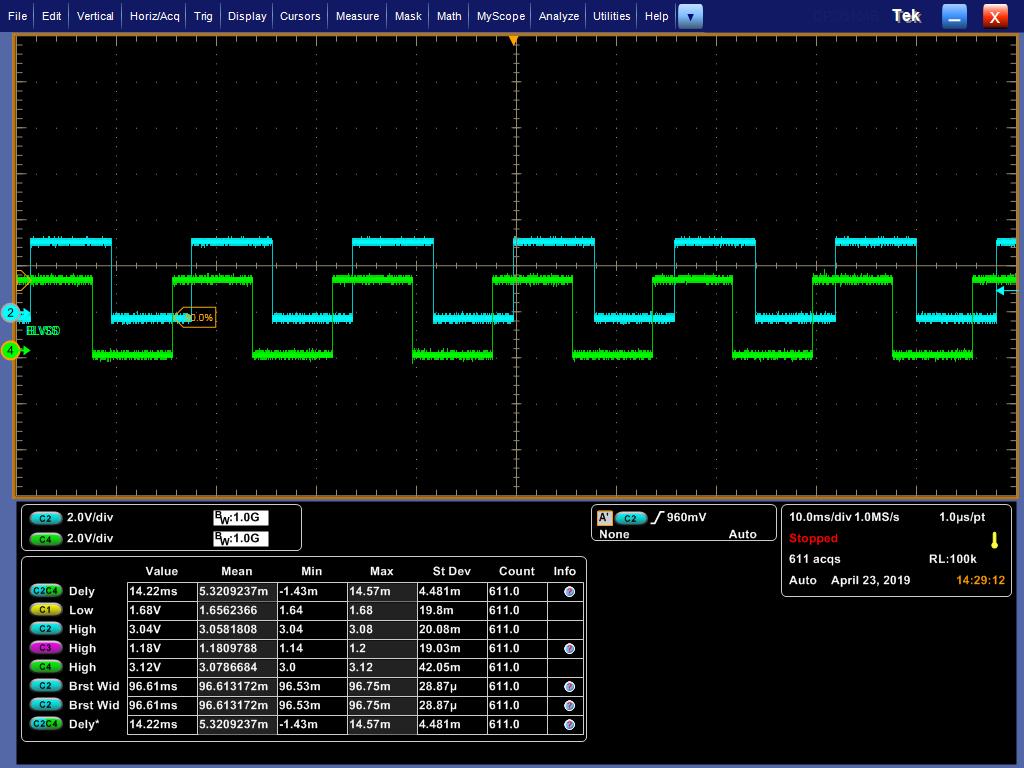 File Edit Vertical Horiz/Acq Trig Display Cursors Measure Mask Math MyScope Analyze Utilities Help Tek X
2
4
C2 2.0V/div BW:1.0G
C4 2.0V/div BW:1.0G
A' C2 960mV
None Auto
10.0ms/div 1.0MS/s 1.0µs/pt
Stopped
611 acqs RL:100k
Auto April 23, 2019 14:29:12
Value Mean Min Max St Dev Count Info
C2C4 Dely 14.22ms 5.3209237m -1.43m 14.57m 4.481m 611.0
C1 Low 1.68V 1.6562366 1.64 1.68 19.8m 611.0
C2 High 3.04V 3.0581808 3.04 3.08 20.08m 611.0
C3 High 1.18V 1.1809788 1.14 1.2 19.03m 611.0
C4 High 3.12V 3.0786684 3.0 3.12 42.05m 611.0
C2 Brst Wid 96.61ms 96.613172m 96.53m 96.75m 28.87µ 611.0
C2 Brst Wid 96.61ms 96.613172m 96.53m 96.75m 28.87µ 611.0
C2C4 Dely* 14.22ms 5.3209237m -1.43m 14.57m 4.481m 611.0